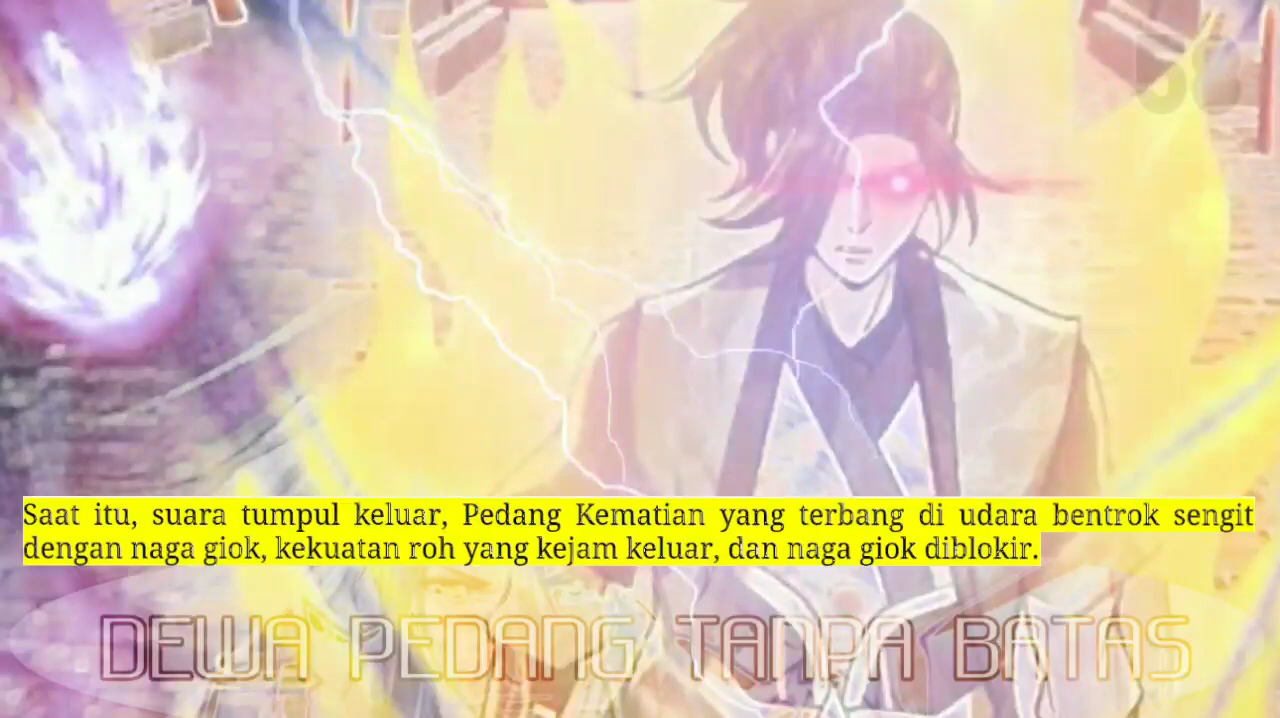 Saat itu, suara tumpul keluar, Pedang Kematian yang terbang di udara bentrok sengit
dengan naga giok, kekuatan roh yang kejam keluar, dan naga giok diblokir.
DEWA PEDANG TANPA BATAS